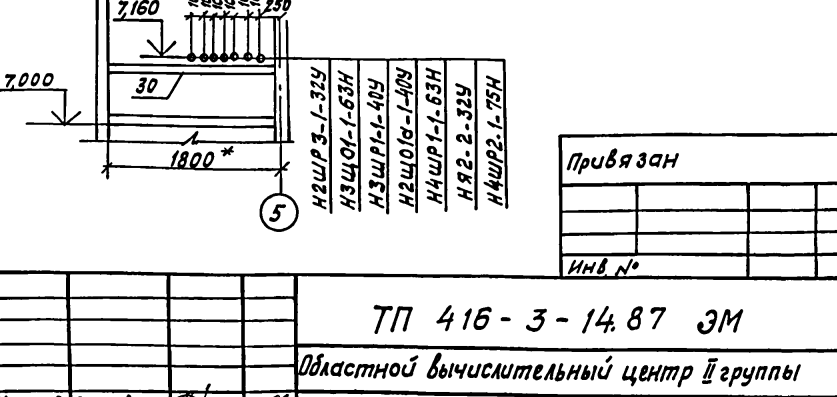 7,160
250
7,000
30
1800*
5
Н2ШР3-1-32У
Н3Щ01-1-63Н
Н3ШР1-1-40У
Н2Щ01а-1-40У
Н4ШР1-1-63Н
НЯ2-2-32У
Н4ШР2.1-75Н
Привязан
Инв. №
ТП 416-3-14.87 ЭМ
Областной вычислительный центр II группы